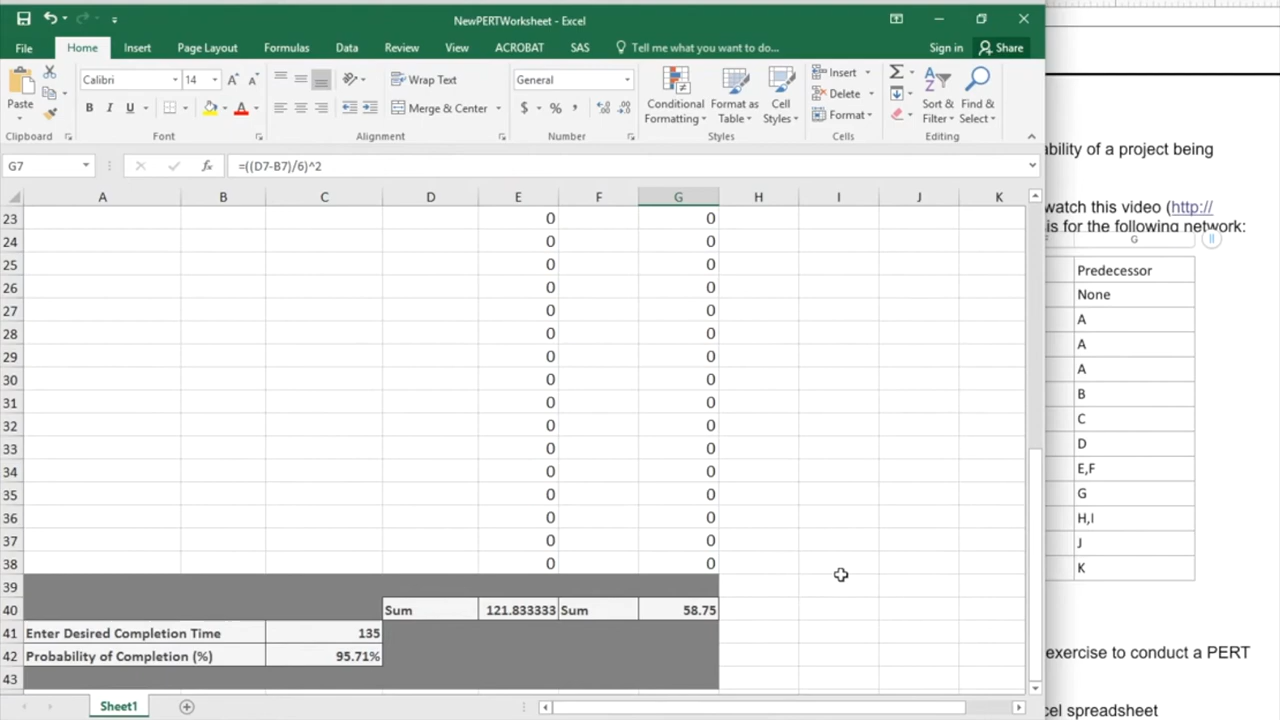 NewPERTWorksheet - Excel
File Home Insert Page Layout Formulas Data Review View ACROBAT SAS Tell me what you want to do... Sign in Share
Paste
Calibri 14
Wrap Text
Merge & Center
General
Conditional Formatting
Format as Table
Cell Styles
Insert
Delete
Format
Sort & Filter
Find & Select
B I U A $ % ,
Clipboard Font Alignment Number Styles Cells Editing
G7 fx =((D7-B7)/6)^2
A B C D E F G H I J K
23 0 0
24 0 0
25 0 0
26 0 0
27 0 0
28 0 0
29 0 0
30 0 0
31 0 0
32 0 0
33 0 0
34 0 0
35 0 0
36 0 0
37 0 0
38 0 0
39
40 Sum 121.833333 Sum 58.75
41 Enter Desired Completion Time 135
42 Probability of Completion (%) 95.71%
43
Sheet1
ability of a project being
watch this video (http://
is for the following network:
G
Predecessor
None
A
A
A
B
C
D
E,F
G
H,I
J
K
exercise to conduct a PERT
cel spreadsheet